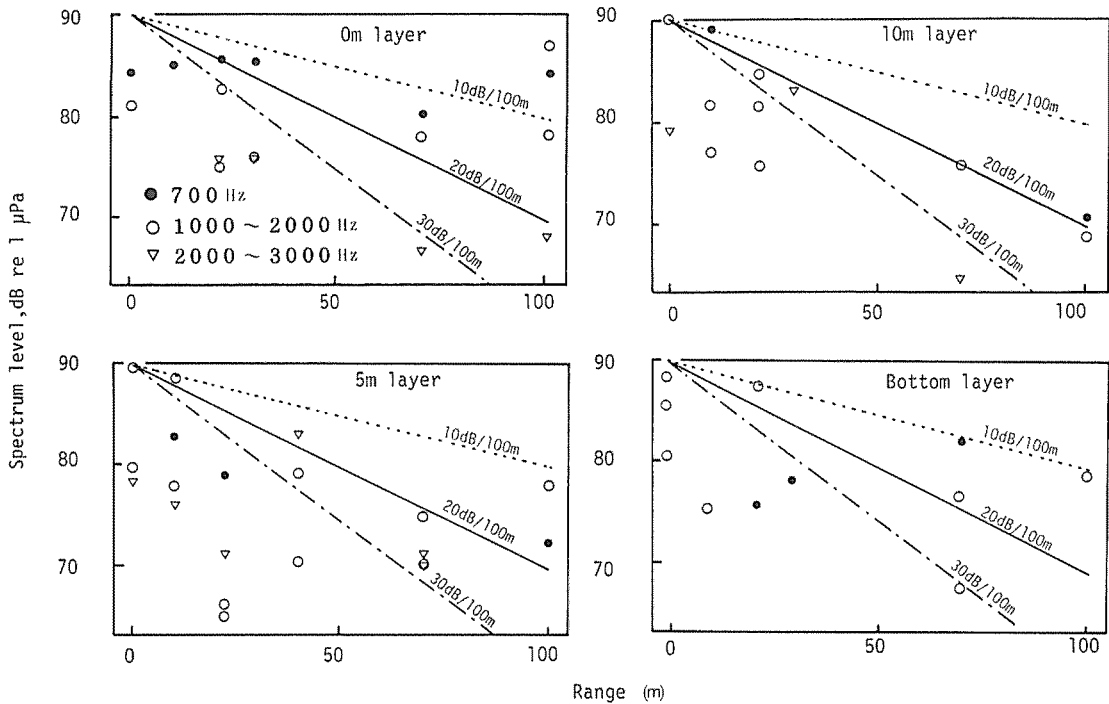 Spectrum level,dB re 1 μPa
90
80
70
0m layer
10dB/100m
20dB/100m
30dB/100m
● 700 Hz
○ 1000 ~ 2000 Hz
▽ 2000 ~ 3000 Hz
0
50
100
90
80
70
10m layer
10dB/100m
20dB/100m
30dB/100m
0
50
100
90
80
70
5m layer
10dB/100m
20dB/100m
30dB/100m
0
50
100
90
80
70
Bottom layer
10dB/100m
20dB/100m
30dB/100m
0
50
100
Range (m)